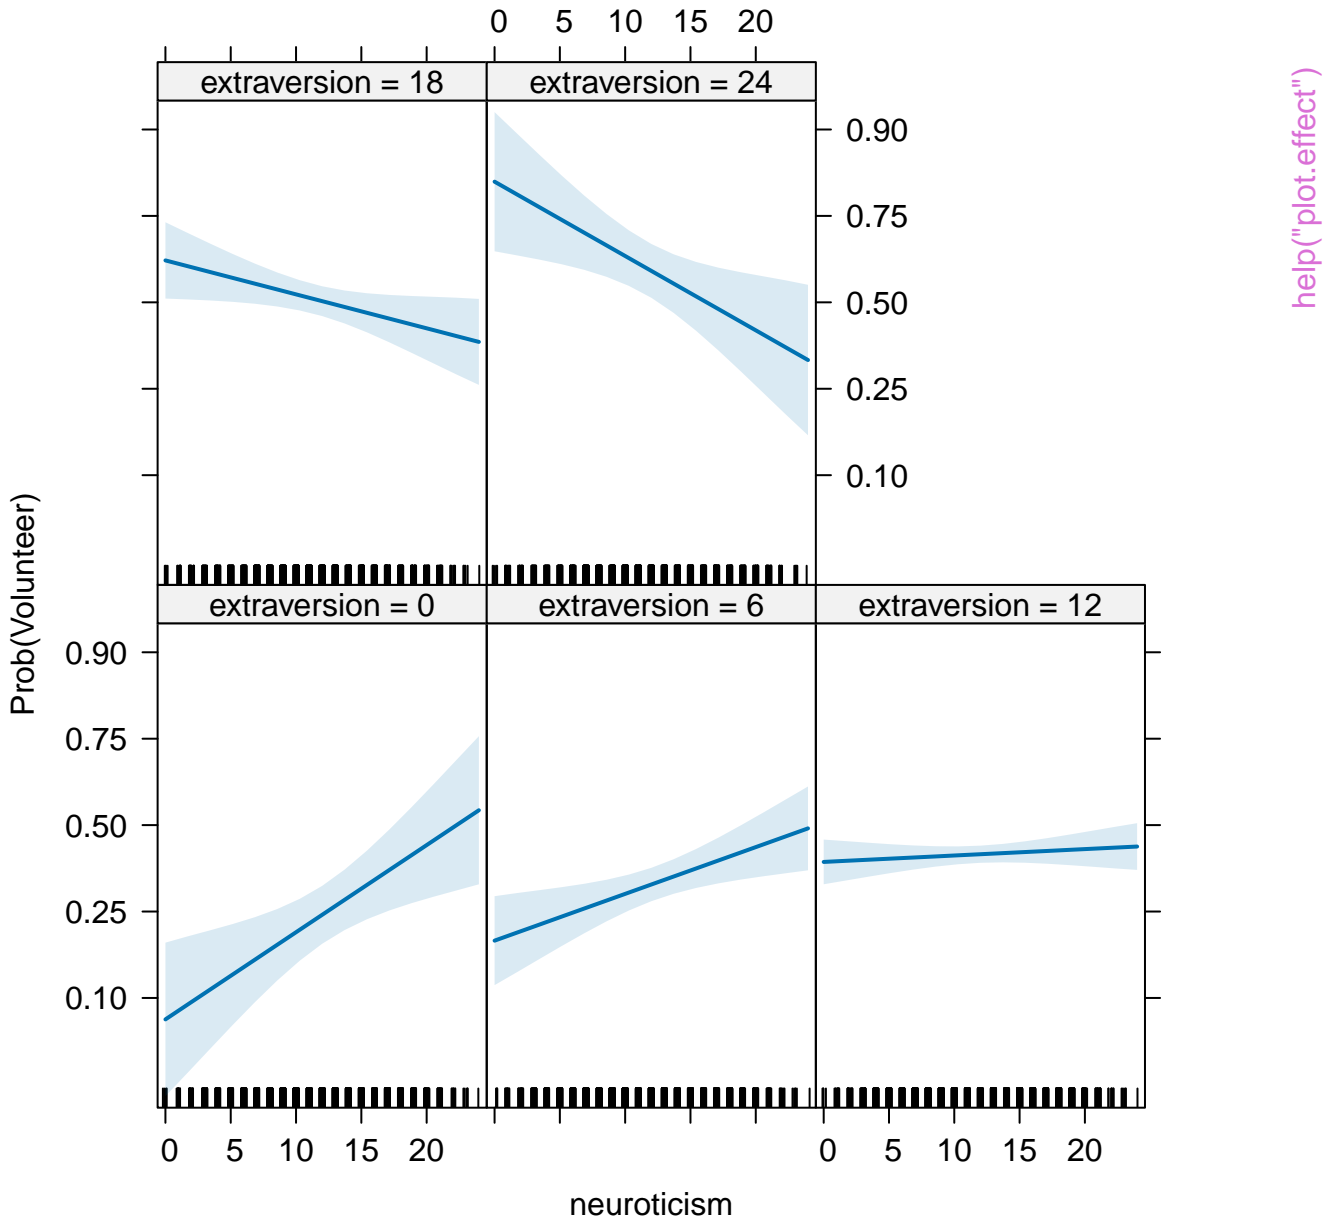 0 5 10 15 20
extraversion = 18 extraversion = 24
0.90
0.75
0.50
0.25
0.10
help("plot.effect")
Prob(Volunteer)
extraversion = 0 extraversion = 6 extraversion = 12
0.90
0.75
0.50
0.25
0.10
0 5 10 15 20 0 5 10 15 20
neuroticism